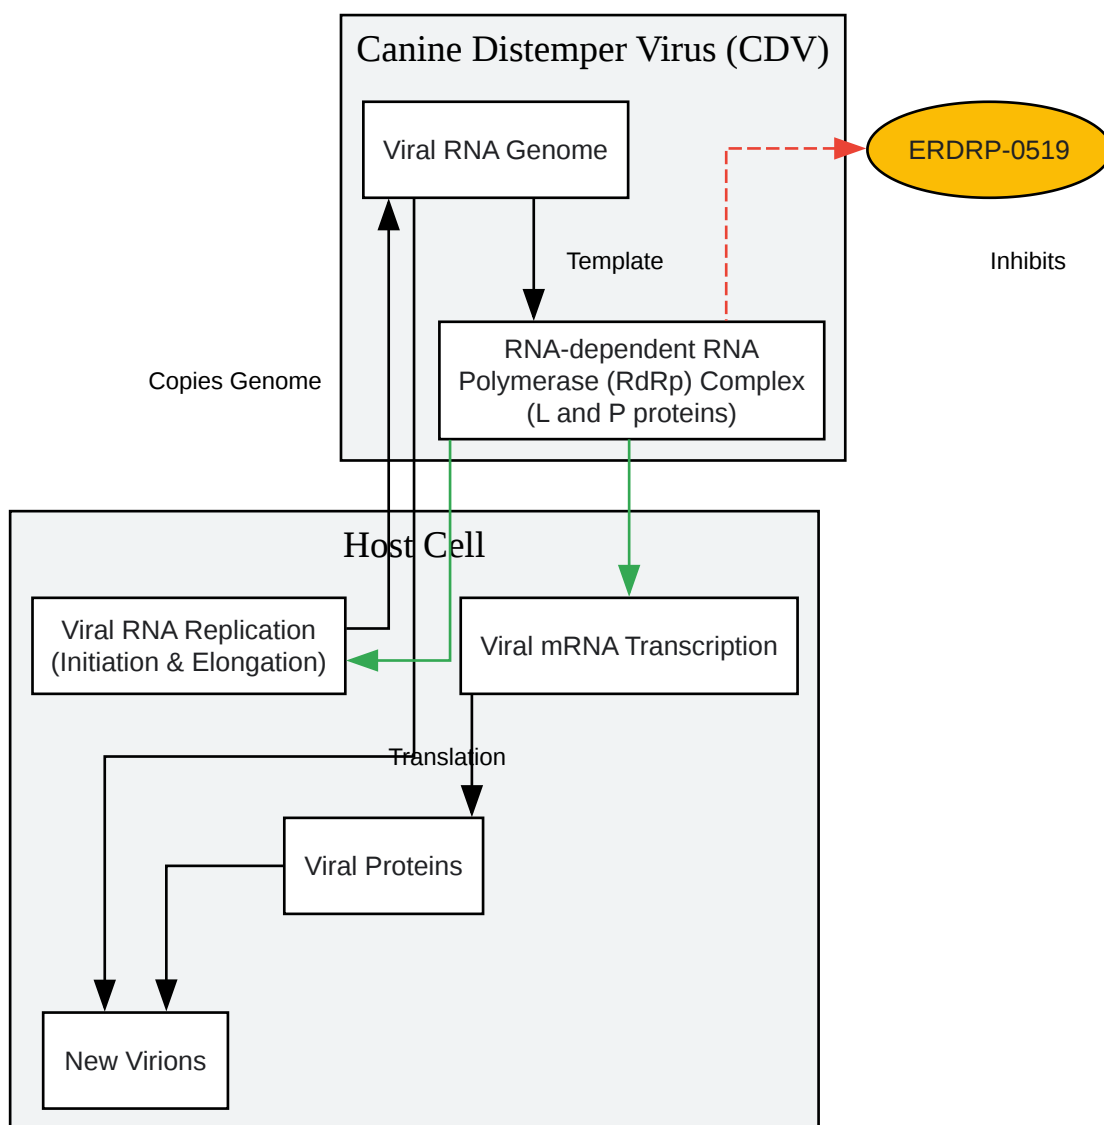 Canine Distemper Virus (CDV)
Viral RNA Genome
ERDRP-0519
Template
Inhibits
RNA-dependent RNA
Polymerase (RdRp) Complex
(L and P proteins)
Copies Genome
Host Cell
Viral RNA Replication
(Initiation & Elongation)
Viral mRNA Transcription
Translation
Viral Proteins
New Virions